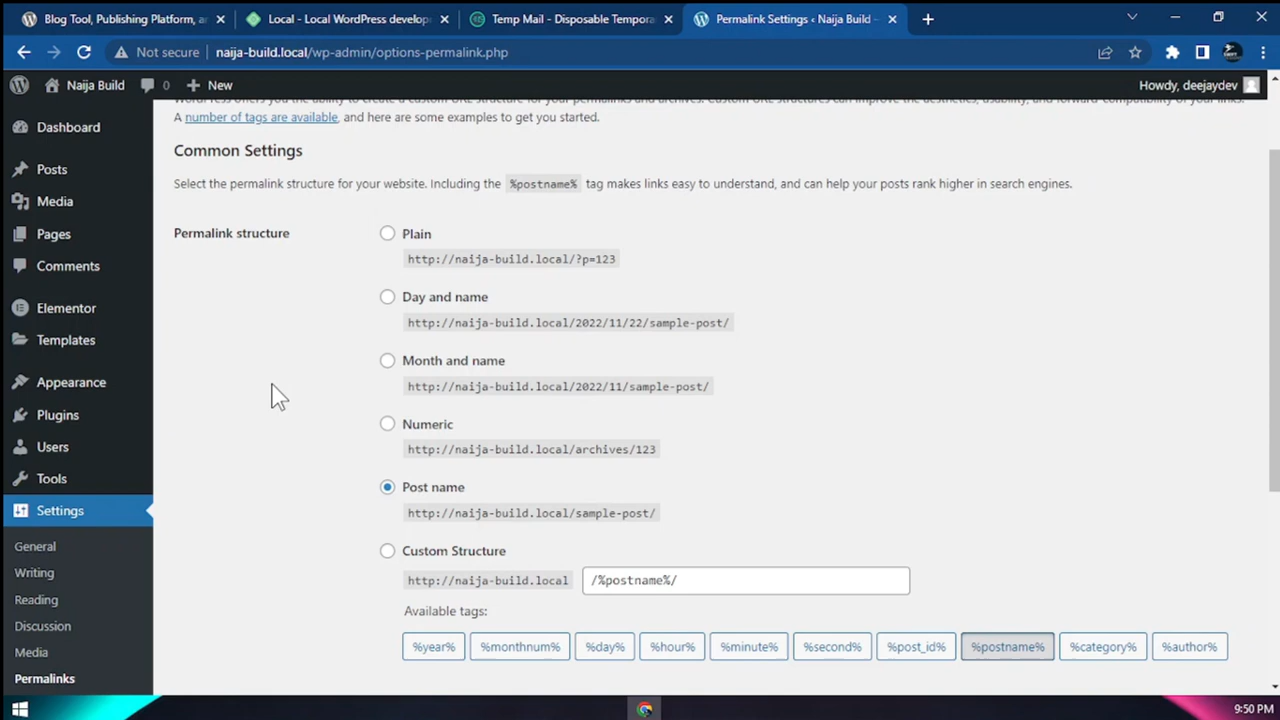 Blog Tool, Publishing Platform, a
Local - Local WordPress develop
Temp Mail - Disposable Tempora
Permalink Settings ‹ Naija Build –
Not secure
naija-build.local/wp-admin/options-permalink.php
Naija Build
0
New
Howdy, deejaydev
Dashboard
Posts
Media
Pages
Comments
Elementor
Templates
Appearance
Plugins
Users
Tools
Settings
General
Writing
Reading
Discussion
Media
Permalinks
WordPress offers you the ability to create a custom URL structure for your permalinks and archives. Custom URL structures can improve the aesthetics, usability, and forward-compatibility of your links.
A number of tags are available, and here are some examples to get you started.
Common Settings
Select the permalink structure for your website. Including the %postname% tag makes links easy to understand, and can help your posts rank higher in search engines.
Permalink structure
Plain
http://naija-build.local/?p=123
Day and name
http://naija-build.local/2022/11/22/sample-post/
Month and name
http://naija-build.local/2022/11/sample-post/
Numeric
http://naija-build.local/archives/123
Post name
http://naija-build.local/sample-post/
Custom Structure
http://naija-build.local
/%postname%/
Available tags:
%year%
%monthnum%
%day%
%hour%
%minute%
%second%
%post_id%
%postname%
%category%
%author%
9:50 PM